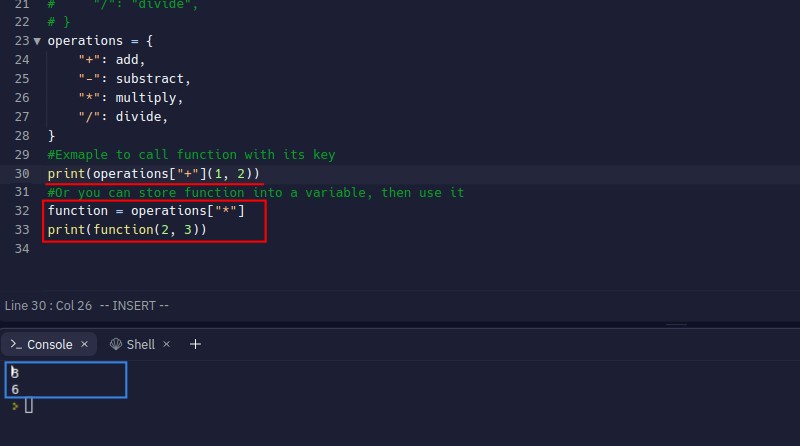 21 #     "/": "divide",
22 # }
23 operations = {
24     "+": add,
25     "-": substract,
26     "*": multiply,
27     "/": divide,
28 }
29 #Exmaple to call function with its key
30 print(operations["+"](1, 2))
31 #Or you can store function into a variable, then use it
32 function = operations["*"]
33 print(function(2, 3))
34
Line 30 : Col 26 -- INSERT --
>_ Console × Shell × +
3
6
>